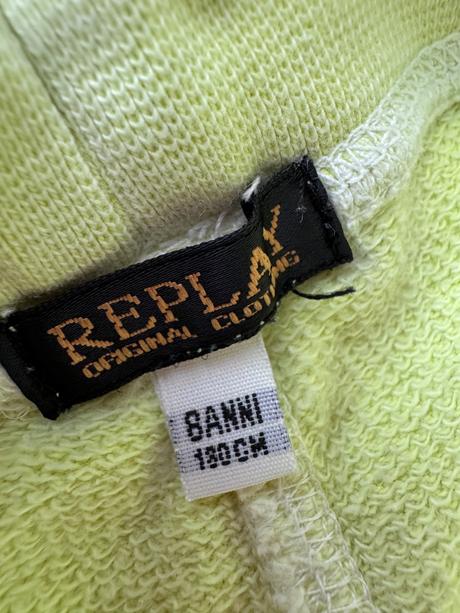 REPLAY
ORIGINAL CLOTHING
8ANNI
130CM